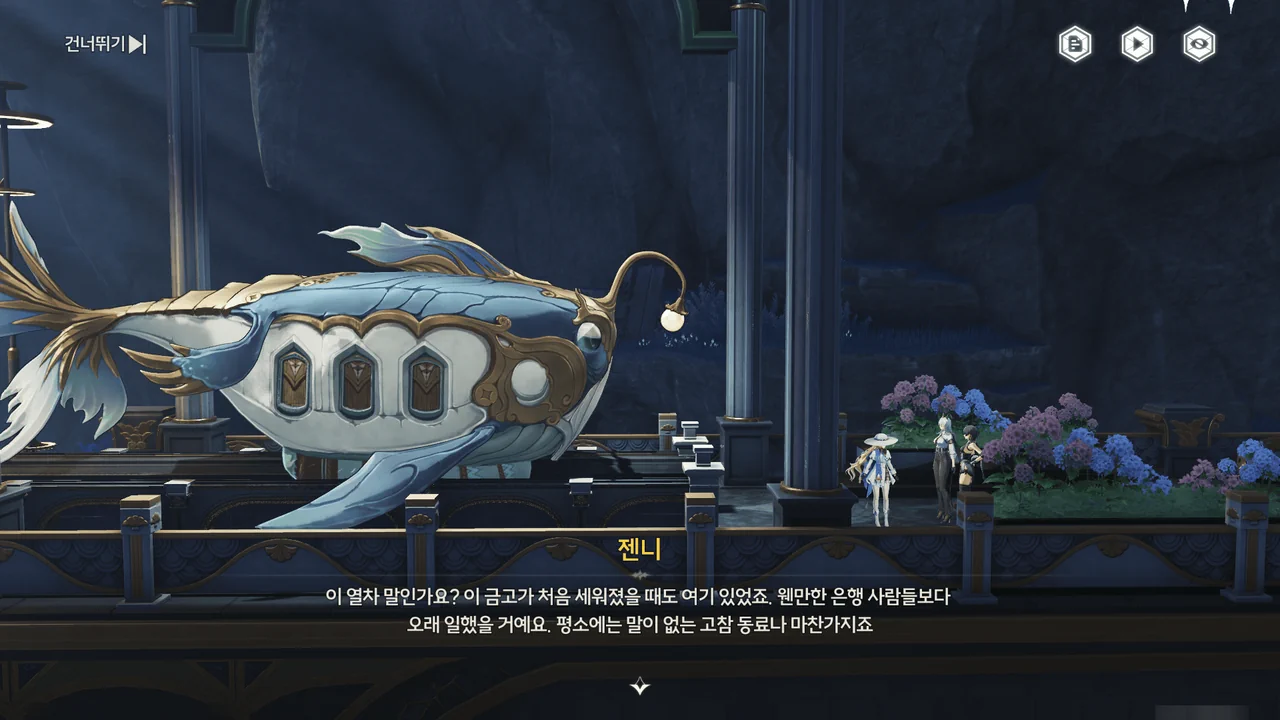 건너뛰기
젠니
이 열차 말인가요? 이 금고가 처음 세워졌을 때도 여기 있었죠. 웬만한 은행 사람들보다
오래 일했을 거예요. 평소에는 말이 없는 고참 동료나 마찬가지죠